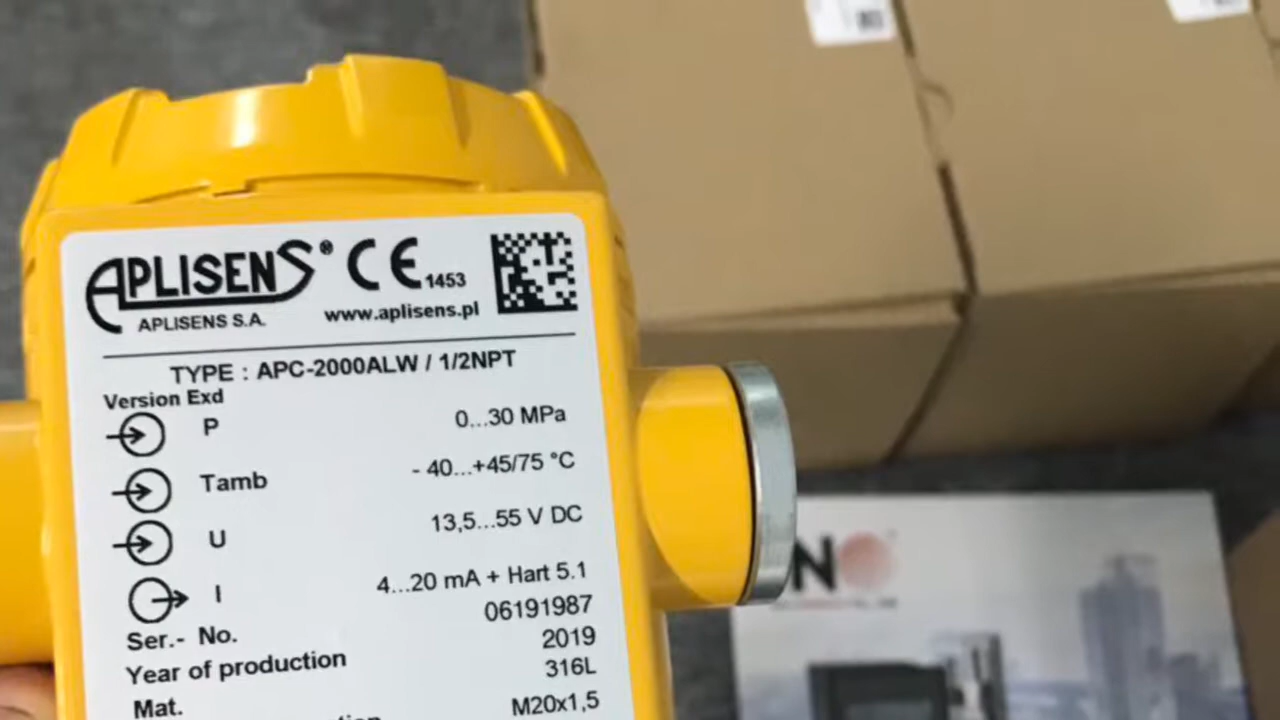 APLISENS® CE 1453
APLISENS S.A. www.aplisens.pl
TYPE : APC-2000ALW / 1/2NPT
Version Exd
P 0...30 MPa
Tamb - 40...+45/75 °C
U 13,5...55 V DC
I 4...20 mA + Hart 5.1
Ser.- No. 06191987
Year of production 2019
Mat. 316L
M20x1,5